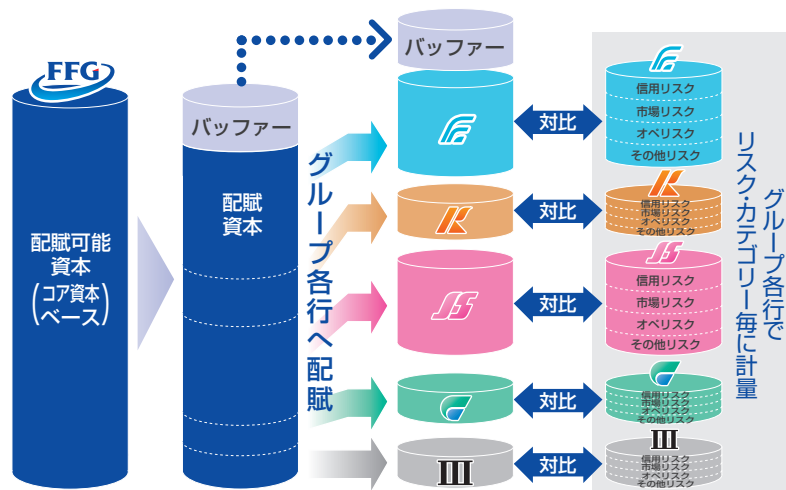 FFG
配賦可能
資本
(コア資本
ベース)
バッファー
配賦
資本
グループ各行へ配賦
バッファー
対比
信用リスク
市場リスク
オペリスク
その他リスク
K
対比
K
信用リスク
市場リスク
オペリスク
その他リスク
対比
信用リスク
市場リスク
オペリスク
その他リスク
対比
信用リスク
市場リスク
オペリスク
その他リスク
III
対比
III
信用リスク
市場リスク
オペリスク
その他リスク
グループ各行で
リスク・カテゴリー毎に計量